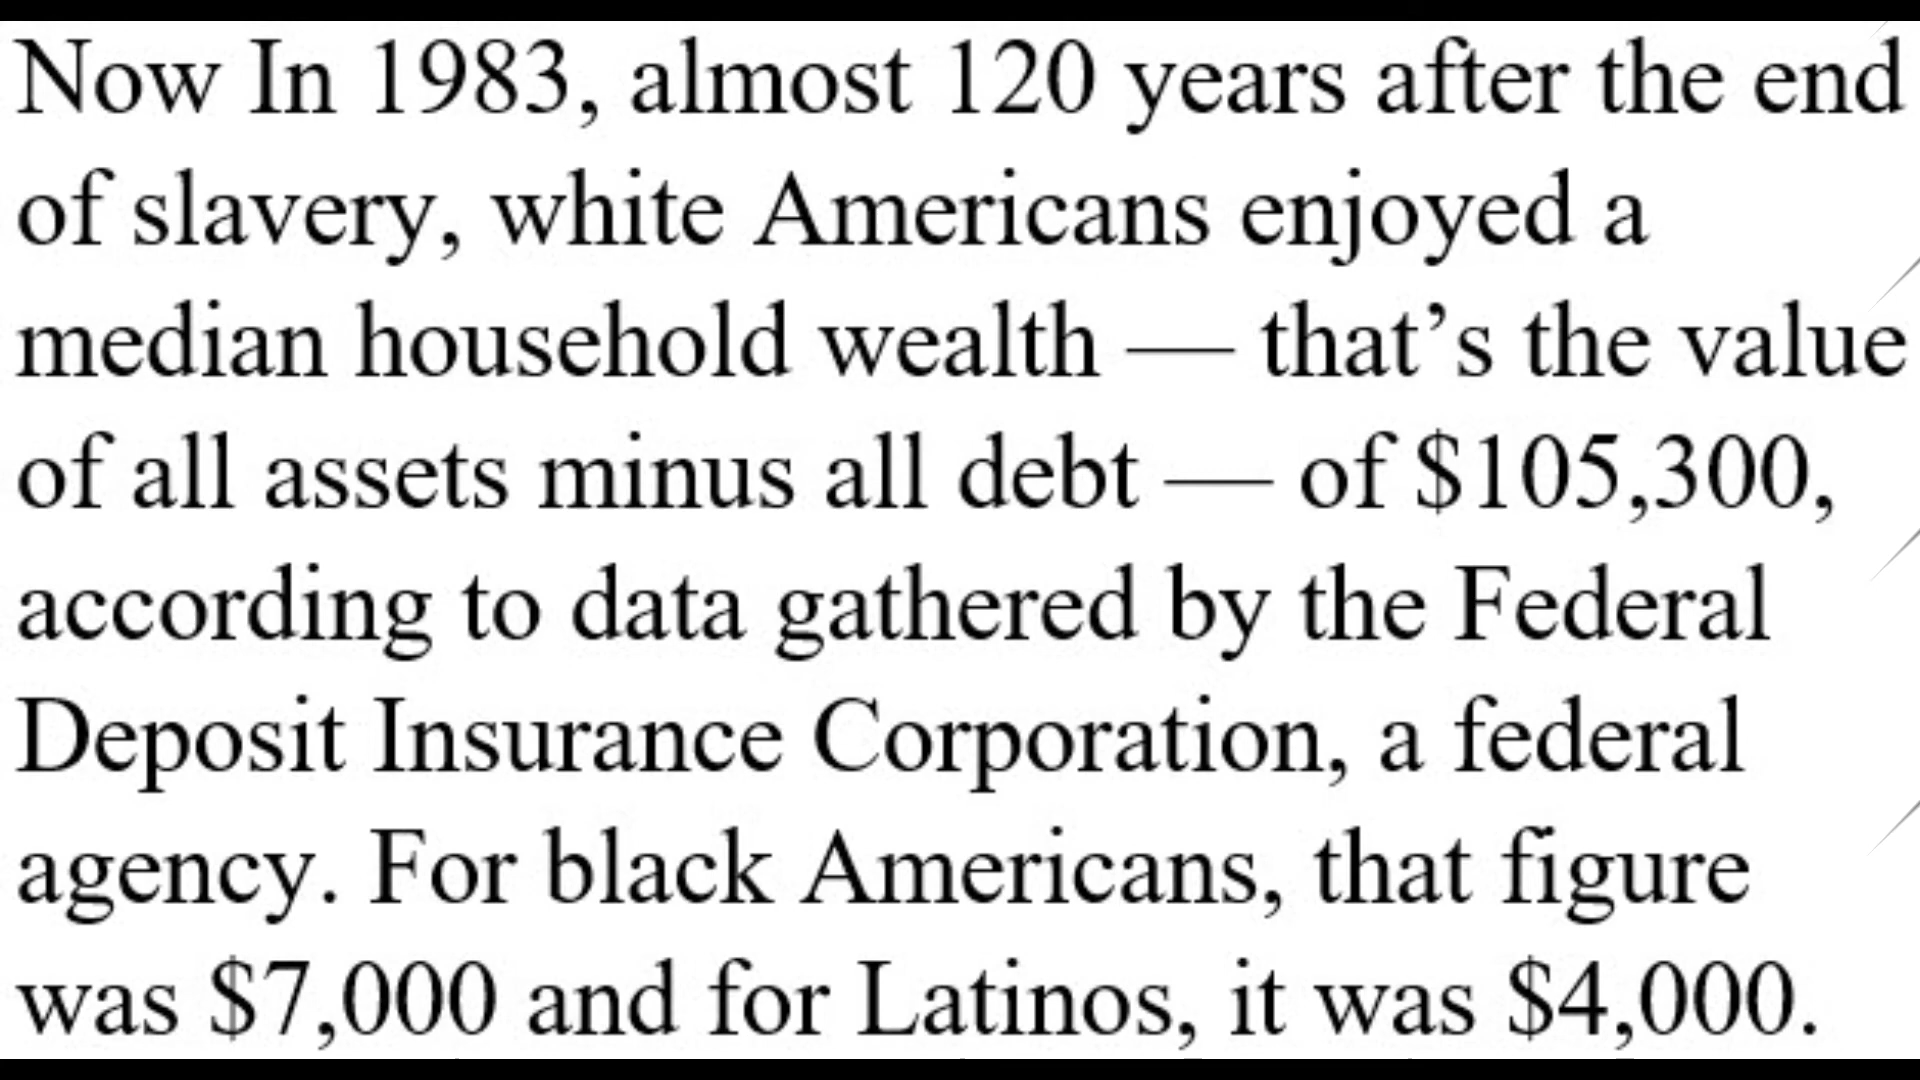 Now In 1983, almost 120 years after the end
of slavery, white Americans enjoyed a
median household wealth — that’s the value
of all assets minus all debt — of $105,300,
according to data gathered by the Federal
Deposit Insurance Corporation, a federal
agency. For black Americans, that figure
was $7,000 and for Latinos, it was $4,000.